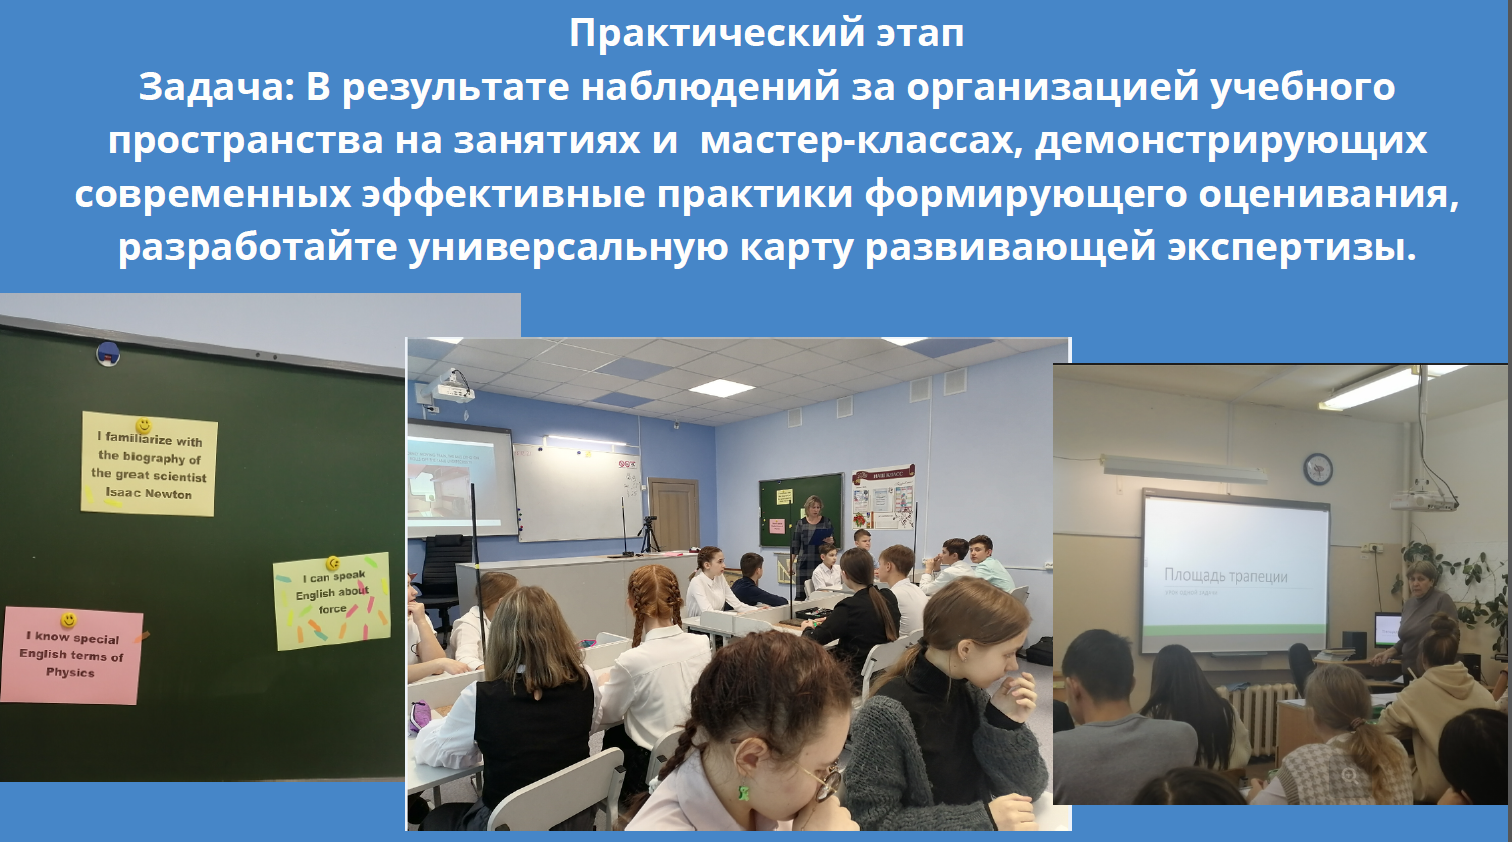 Практический этап
Задача: В результате наблюдений за организацией учебного
пространства на занятиях и  мастер-классах, демонстрирующих
современных эффективные практики формирующего оценивания,
разработайте универсальную карту развивающей экспертизы.
I familiarize with
the biography of
the great scientist
Isaac Newton
I can speak
English about
force
I know special
English terms of
Physics
Площадь трапеции